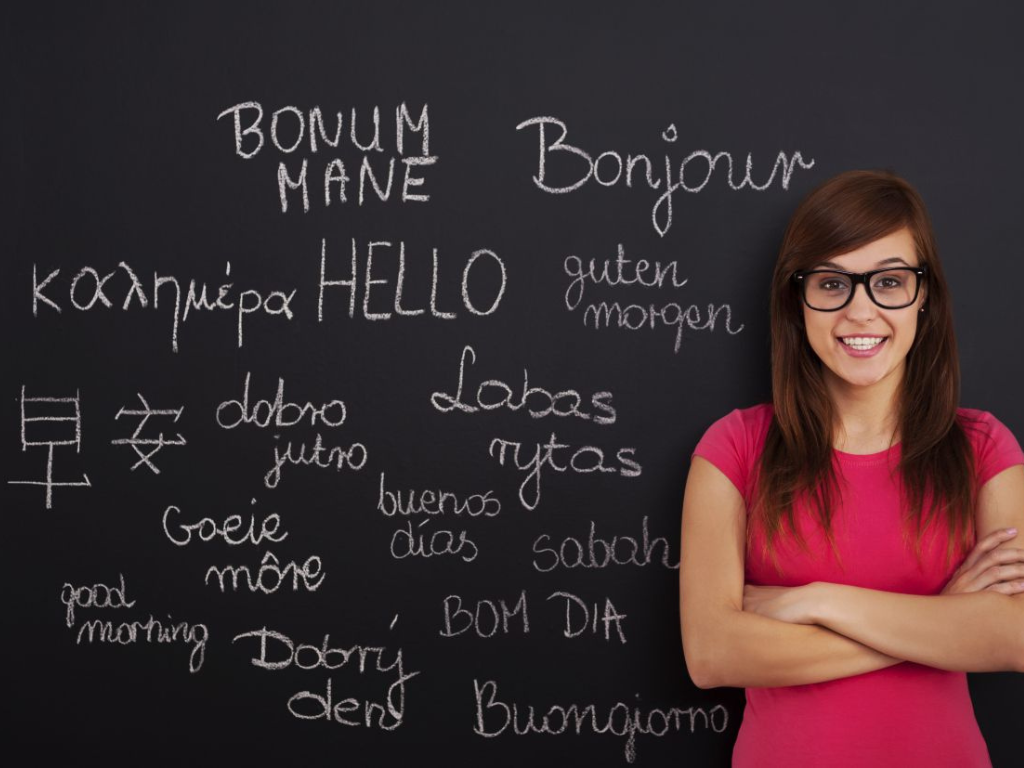 BONUM
MANE
Bonjour
καλημέρα
HELLO
guten
morgen
早安
dobro
jutro
Labas
rytas
buenos
días
Goeie
môre
sabah
good
morning
BOM DIA
Dobrý
den
Buongiorno